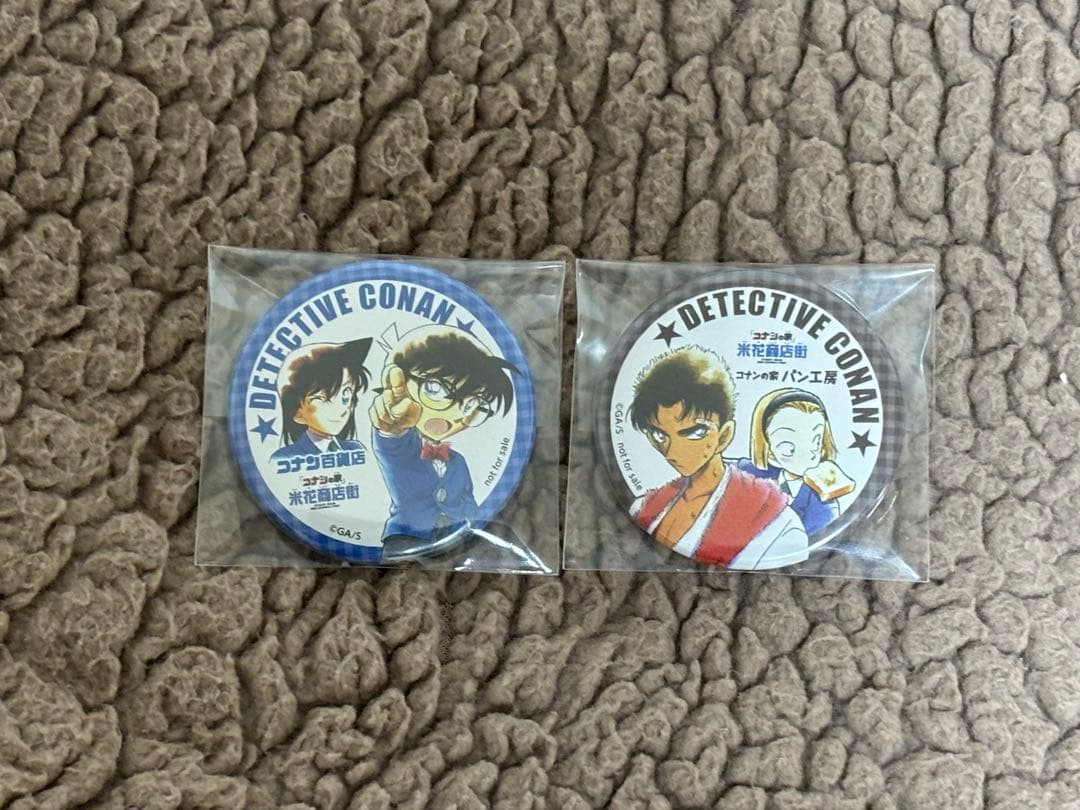 DETECTIVE CONAN
コナン百貨店
「コナンの家」
米花商店街
not for sale
©GA/S
DETECTIVE CONAN
「コナンの家」
米花商店街
コナンの家 パン工房
©GA/S not for sale